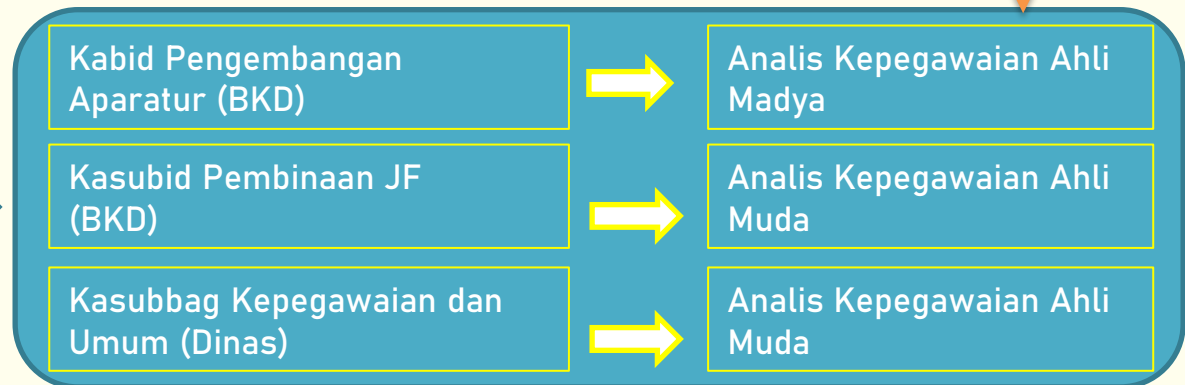 Kabid Pengembangan
Aparatur (BKD)
Analis Kepegawaian Ahli
Madya
Kasubid Pembinaan JF
(BKD)
Analis Kepegawaian Ahli
Muda
Kasubbag Kepegawaian dan
Umum (Dinas)
Analis Kepegawaian Ahli
Muda